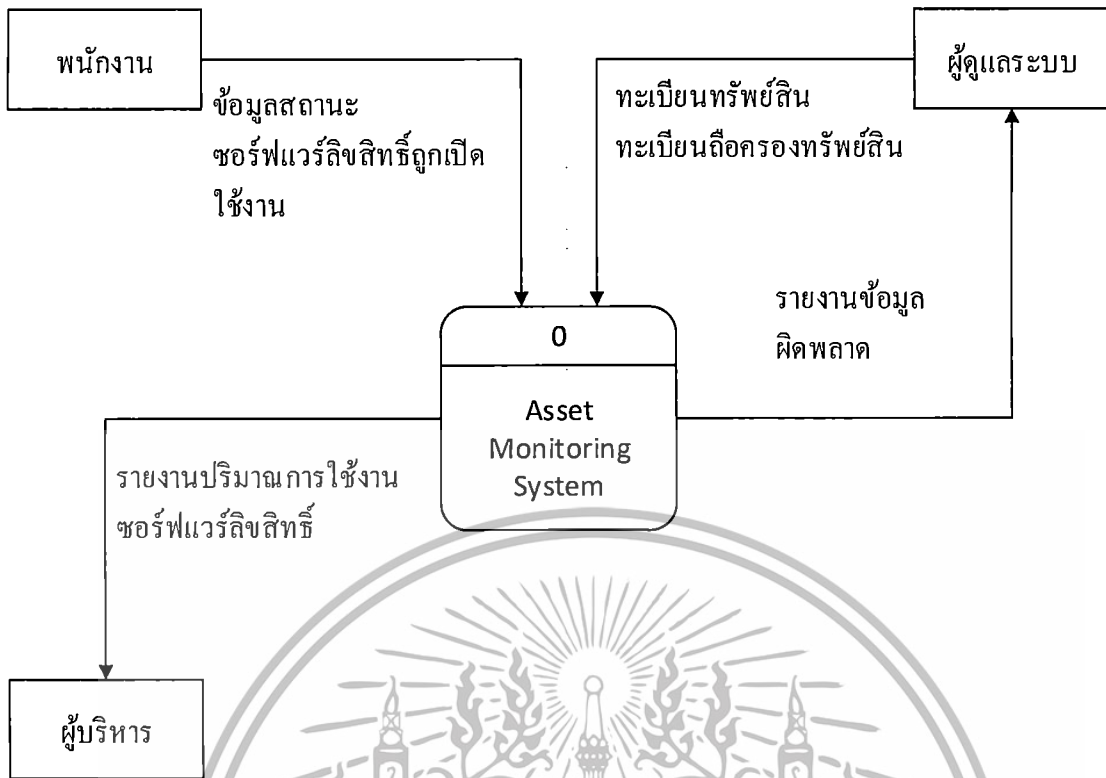 พนักงาน
ผู้ดูแลระบบ
ข้อมูลสถานะ
ซอร์ฟแวร์ลิขสิทธิ์ถูกเปิด
ใช้งาน
ทะเบียนทรัพย์สิน
ทะเบียนถือครองทรัพย์สิน
รายงานข้อมูล
ผิดพลาด
0
Asset
Monitoring
System
รายงานปริมาณการใช้งาน
ซอร์ฟแวร์ลิขสิทธิ์
ผู้บริหาร